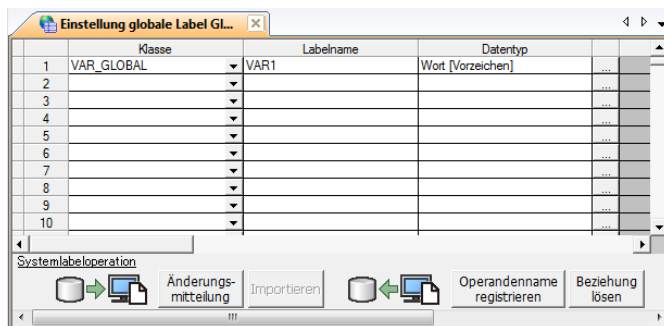 Einstellung globale Label Gl...
Klasse Labelname Datentyp
1 VAR_GLOBAL VAR1 Wort [Vorzeichen] ...
2 ...
3 ...
4 ...
5 ...
6 ...
7 ...
8 ...
9 ...
10 ...
Systemlabeloperation
Änderungs-
mitteilung
Importieren
Operandenname
registrieren
Beziehung
lösen